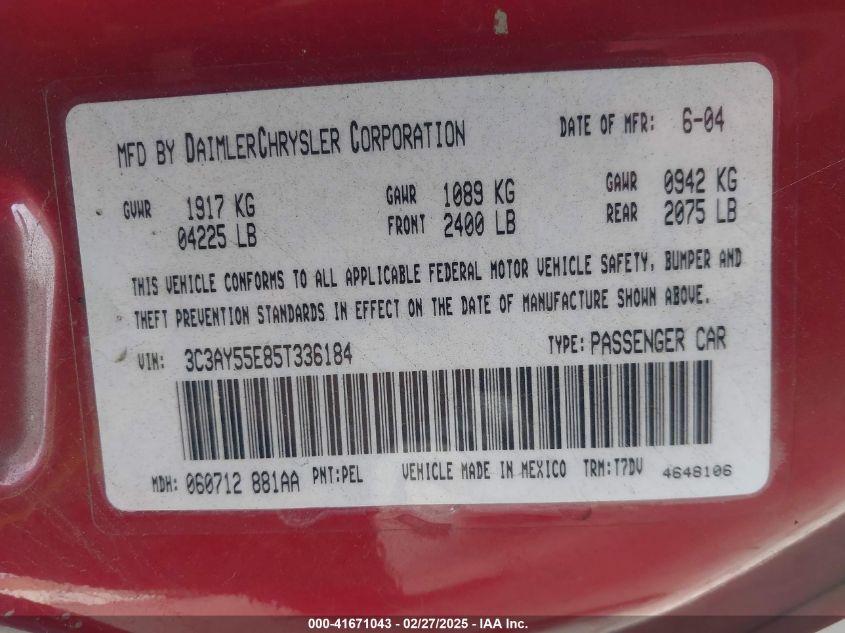 MFD BY DAIMLERCHRYSLER CORPORATION DATE OF MFR: 6-04
GVWR 1917 KG GAWR 1089 KG GAWR 0942 KG
04225 LB FRONT 2400 LB REAR 2075 LB
THIS VEHICLE CONFORMS TO ALL APPLICABLE FEDERAL MOTOR VEHICLE SAFETY, BUMPER AND
THEFT PREVENTION STANDARDS IN EFFECT ON THE DATE OF MANUFACTURE SHOWN ABOVE.
VIN: 3C3AY55E85T336184 TYPE: PASSENGER CAR
MDH: 060712 881AA PNT: PEL VEHICLE MADE IN MEXICO TRM: T7DV 4648106
000-41671043 - 02/27/2025 - IAA Inc.